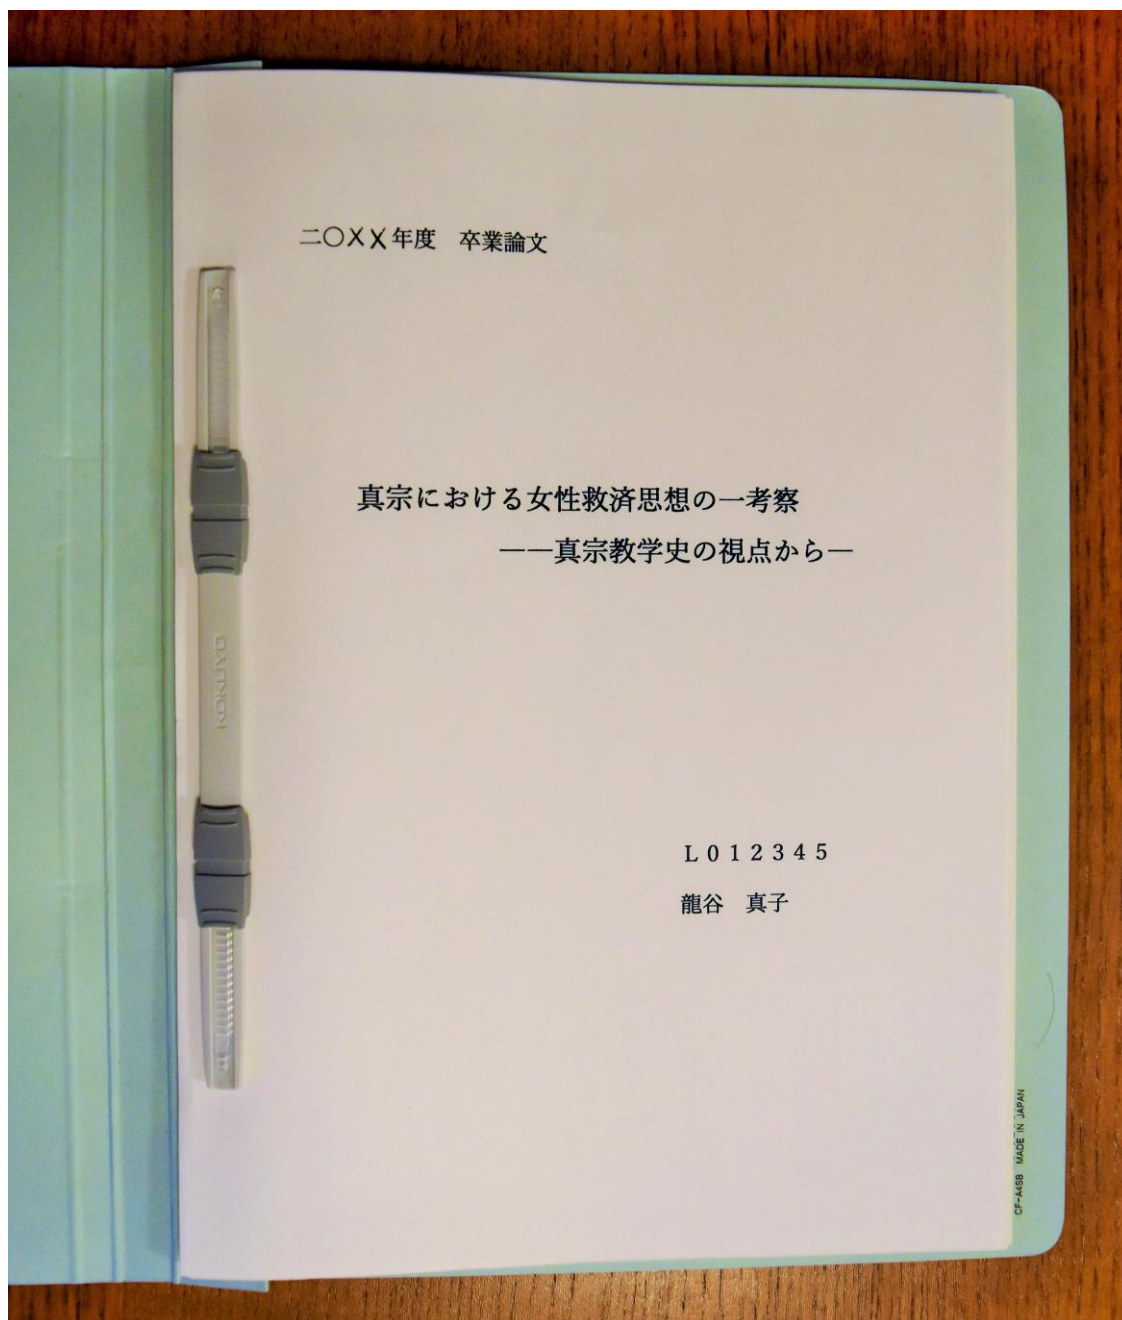 二〇XX年度　卒業論文
真宗における女性救済思想の一考察
――真宗教学史の視点から―
L012345
龍谷　真子
KOKUYO
CF-A4SB MADE IN JAPAN